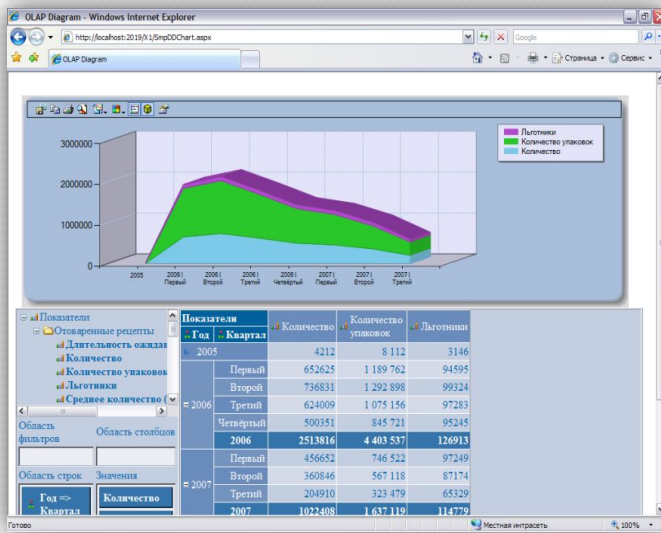 OLAP Diagram - Windows Internet Explorer
http://localhost:2019/X1/SmpDDChart.aspx
Google
OLAP Diagram
Страница
Сервис
3000000
2000000
1000000
0
2005
2006 | Первый
2006 | Второй
2006 | Третий
2006 | Четвёртый
2007 | Первый
2007 | Второй
2007 | Третий
Льготники
Количество упаковок
Количество
Показатели
Отоваренные рецепты
Длительность ожидан
Количество
Количество упаковок
Льготники
Среднее количество (
Область фильтров
Область столбцов
Область строк
Значения
Год => Квартал
Количество
Показатели
Год Квартал Количество Количество упаковок Льготники
2005 4212 8 112 3146
2006 Первый 652625 1 189 762 94595
Второй 736831 1 292 898 99324
Третий 624009 1 075 156 97283
Четвёртый 500351 845 721 95245
2006 2513816 4 403 537 126913
2007 Первый 456652 746 522 97249
Второй 360846 567 118 87174
Третий 204910 323 479 65329
2007 1022408 1 637 119 114779
Готово
Местная интрасеть
100%